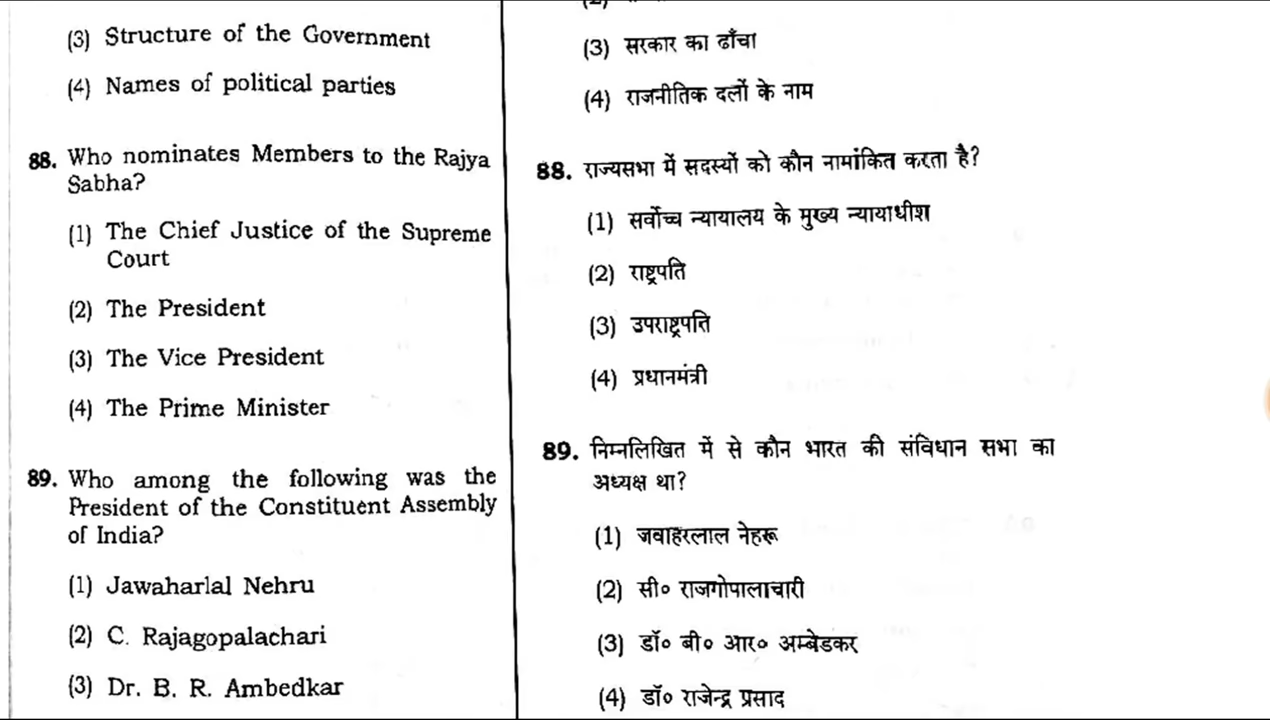 (3) Structure of the Government
(4) Names of political parties
88. Who nominates Members to the Rajya
Sabha?
(1) The Chief Justice of the Supreme
Court
(2) The President
(3) The Vice President
(4) The Prime Minister
89. Who among the following was the
President of the Constituent Assembly
of India?
(1) Jawaharlal Nehru
(2) C. Rajagopalachari
(3) Dr. B. R. Ambedkar
(3) सरकार का ढाँचा
(4) राजनीतिक दलों के नाम
88. राज्यसभा में सदस्यों को कौन नामांकित करता है?
(1) सर्वोच्च न्यायालय के मुख्य न्यायाधीश
(2) राष्ट्रपति
(3) उपराष्ट्रपति
(4) प्रधानमंत्री
89. निम्नलिखित में से कौन भारत की संविधान सभा का
अध्यक्ष था?
(1) जवाहरलाल नेहरू
(2) सी० राजगोपालाचारी
(3) डॉ० बी० आर० अम्बेडकर
(4) डॉ० राजेन्द्र प्रसाद